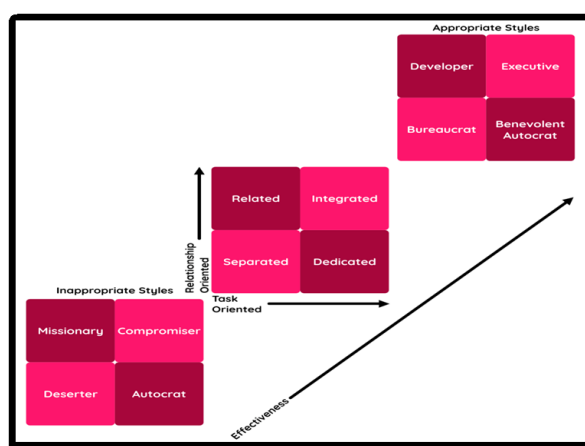 Appropriate Styles
Developer
Executive
Bureaucrat
Benevolent
Autocrat
Related
Integrated
Separated
Dedicated
Relationship
Oriented
Task
Oriented
Inappropriate Styles
Missionary
Compromiser
Deserter
Autocrat
Effectiveness